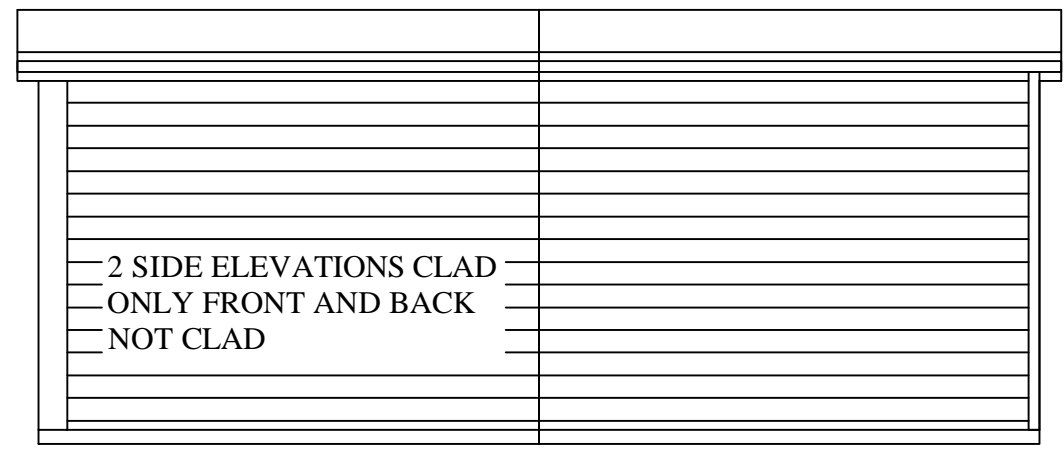 2 SIDE ELEVATIONS CLAD
ONLY FRONT AND BACK
NOT CLAD